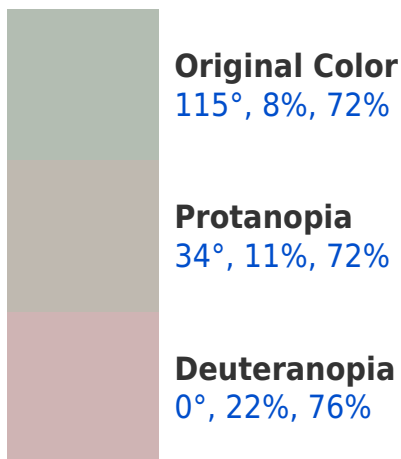 Original Color
115°, 8%, 72%
Protanopia
34°, 11%, 72%
Deuteranopia
0°, 22%, 76%